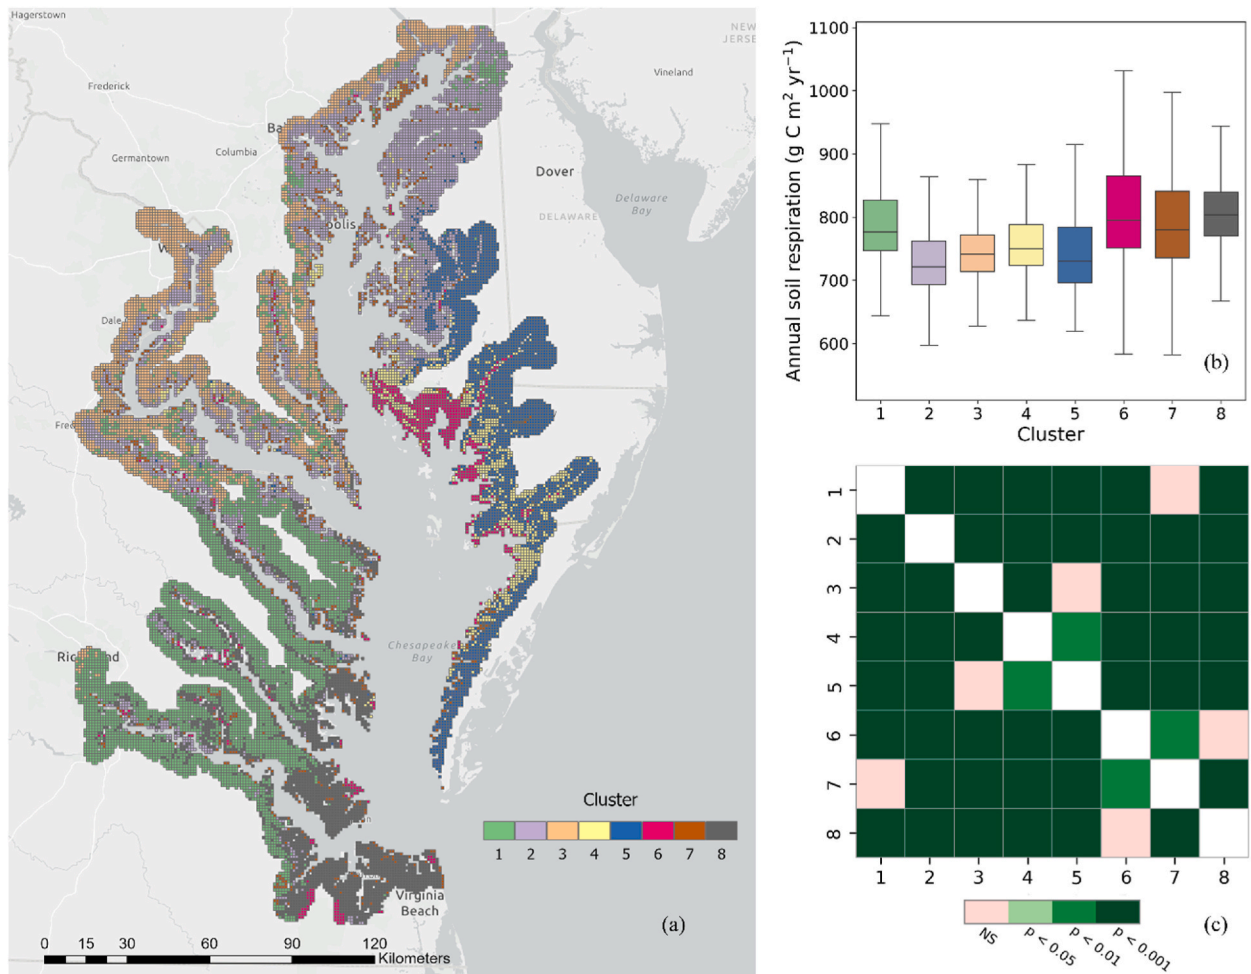 Hagerstown
NEW
JERSE
Frederick
Vineland
Ba
Germantown
Columbia
Dover
Delaware
Bay
DELAWARE
polis
W
Dale
Fred
Chesapeake
Bay
Ric
nd
Virginia
Beach
Cluster
1 2 3 4 5 6 7 8
(a)
0 15 30 60 90 120
Kilometers
Annual soil respiration (g C m² yr⁻¹)
1100
1000
900
800
700
600
1 2 3 4 5 6 7 8
Cluster
(b)
1
2
3
4
5
6
7
8
1 2 3 4 5 6 7 8
NS
p < 0.05
p < 0.01
p < 0.001
(c)